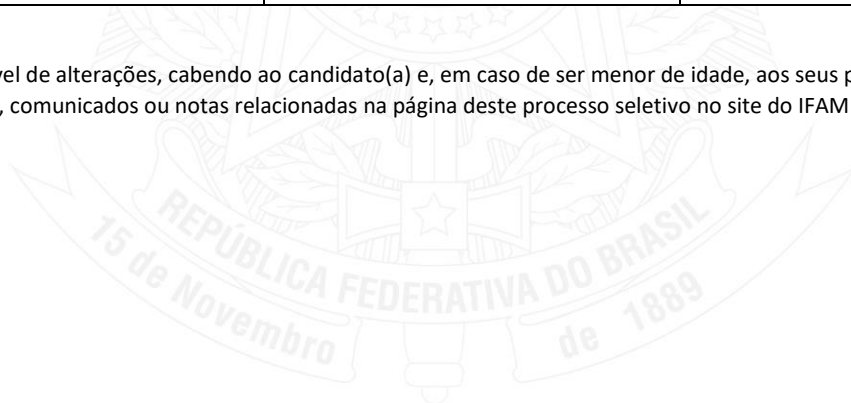 vel de alterações, cabendo ao candidato(a) e, em caso de ser menor de idade, aos seus p
, comunicados ou notas relacionadas na página deste processo seletivo no site do IFAM
REPÚBLICA FEDERATIVA DO BRASIL
15 de Novembro de 1889